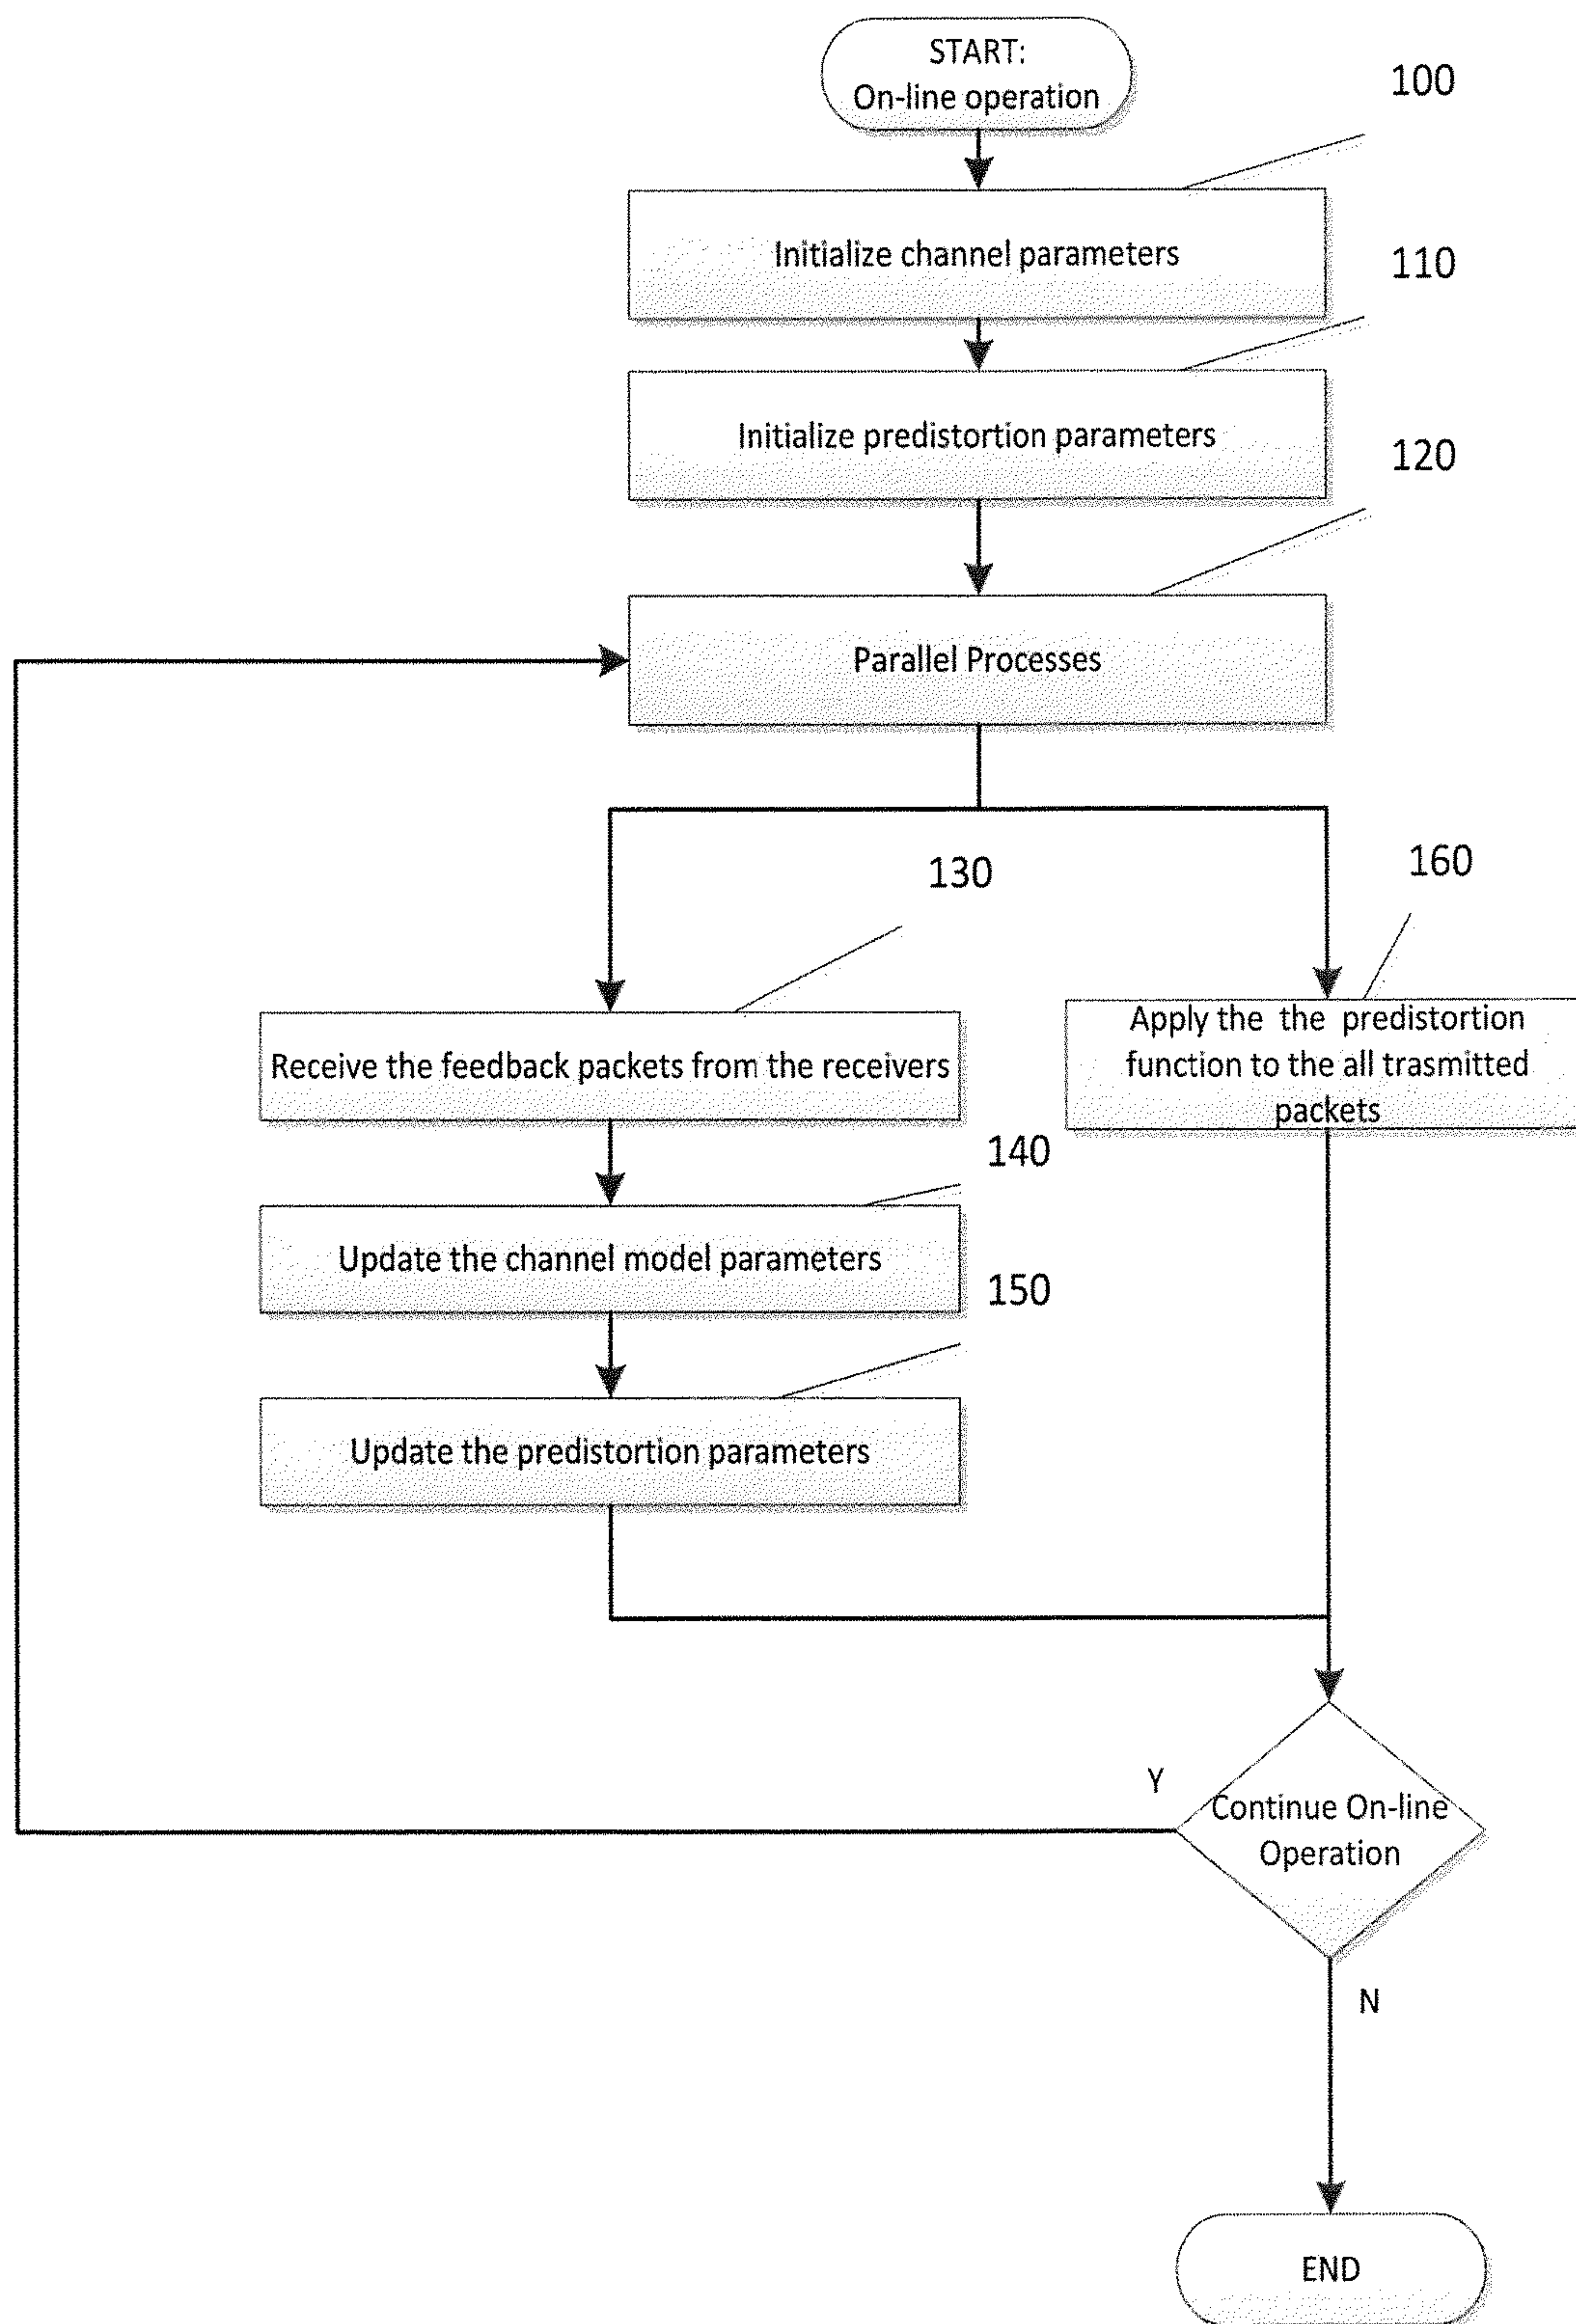 START:
On-line operation
100
Initialize channel parameters
110
Initialize predistortion parameters
120
Parallel Processes
130
160
Receive the feedback packets from the receivers
Apply the the predistortion
function to the all trasmitted
packets
140
Update the channel model parameters
150
Update the predistortion parameters
Y
Continue On-line
Operation
N
END